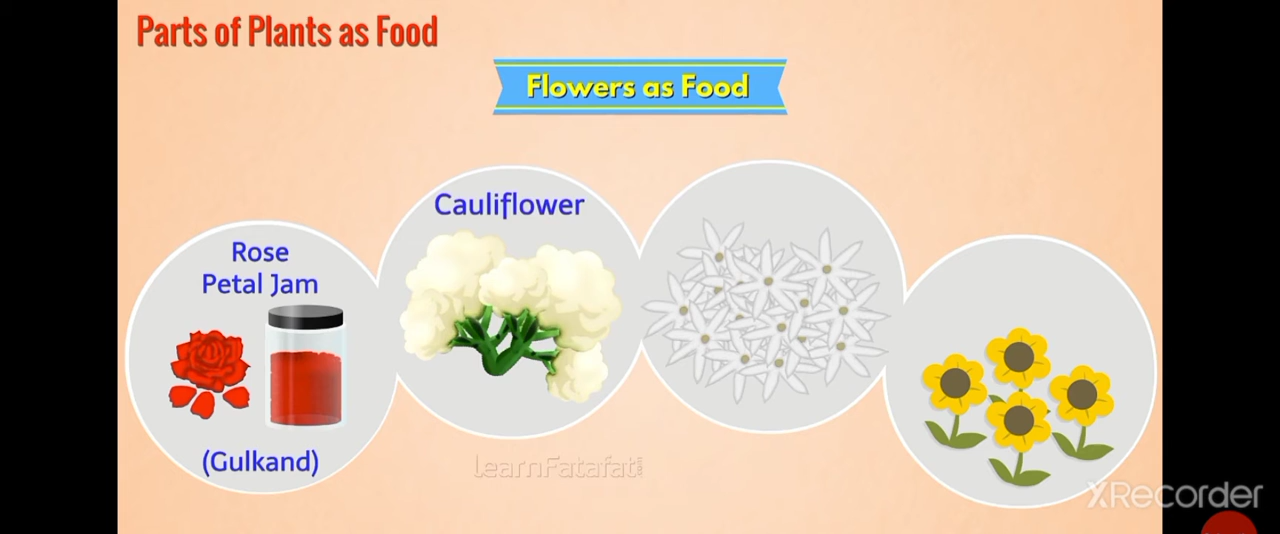 Parts of Plants as Food
Flowers as Food
Rose
Petal Jam
(Gulkand)
Cauliflower
learnFatafat
XRecorder